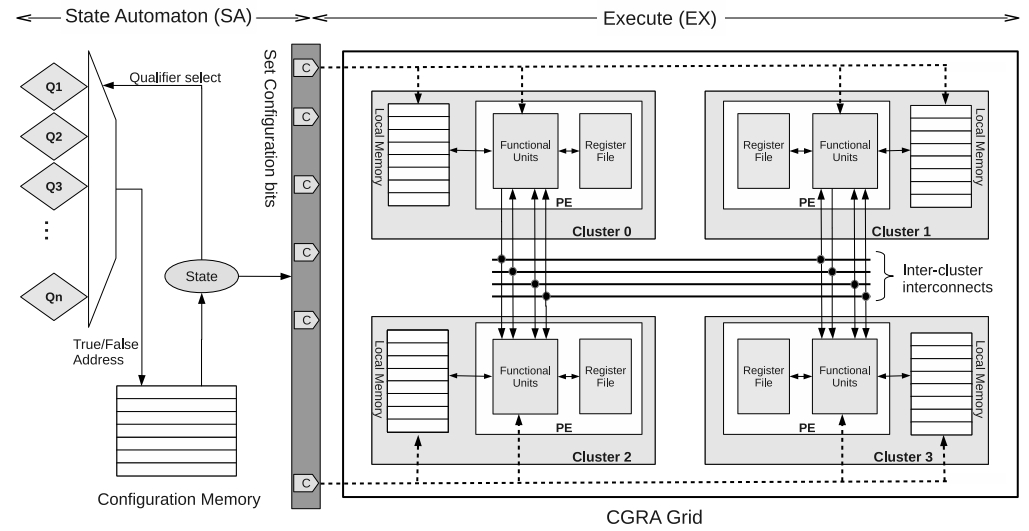 State Automaton (SA)
Execute (EX)
Q1
Q2
Q3
...
Qn
Qualifier select
State
True/False
Address
Configuration Memory
Set Configuration bits
C
C
C
C
C
C
Local Memory
Functional
Units
Register
File
PE
Cluster 0
Register
File
Functional
Units
Local Memory
PE
Cluster 1
Inter-cluster
interconnects
Local Memory
Functional
Units
Register
File
PE
Cluster 2
Register
File
Functional
Units
Local Memory
PE
Cluster 3
CGRA Grid